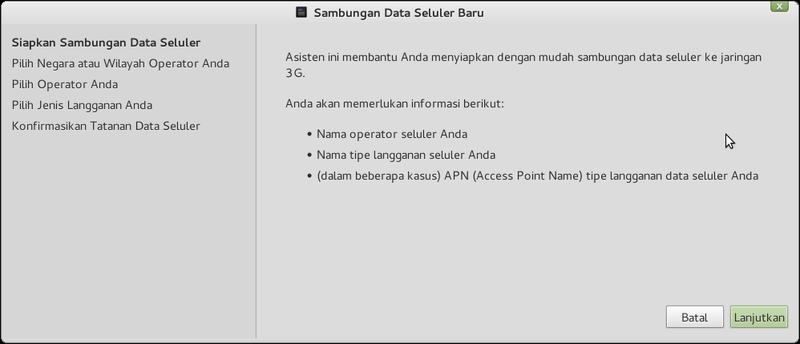 Sambungan Data Seluler Baru
x
Siapkan Sambungan Data Seluler
Pilih Negara atau Wilayah Operator Anda
Pilih Operator Anda
Pilih Jenis Langganan Anda
Konfirmasikan Tatanan Data Seluler
Asisten ini membantu Anda menyiapkan dengan mudah sambungan data seluler ke jaringan
3G.
Anda akan memerlukan informasi berikut:
• Nama operator seluler Anda
• Nama tipe langganan seluler Anda
• (dalam beberapa kasus) APN (Access Point Name) tipe langganan data seluler Anda
Batal
Lanjutkan